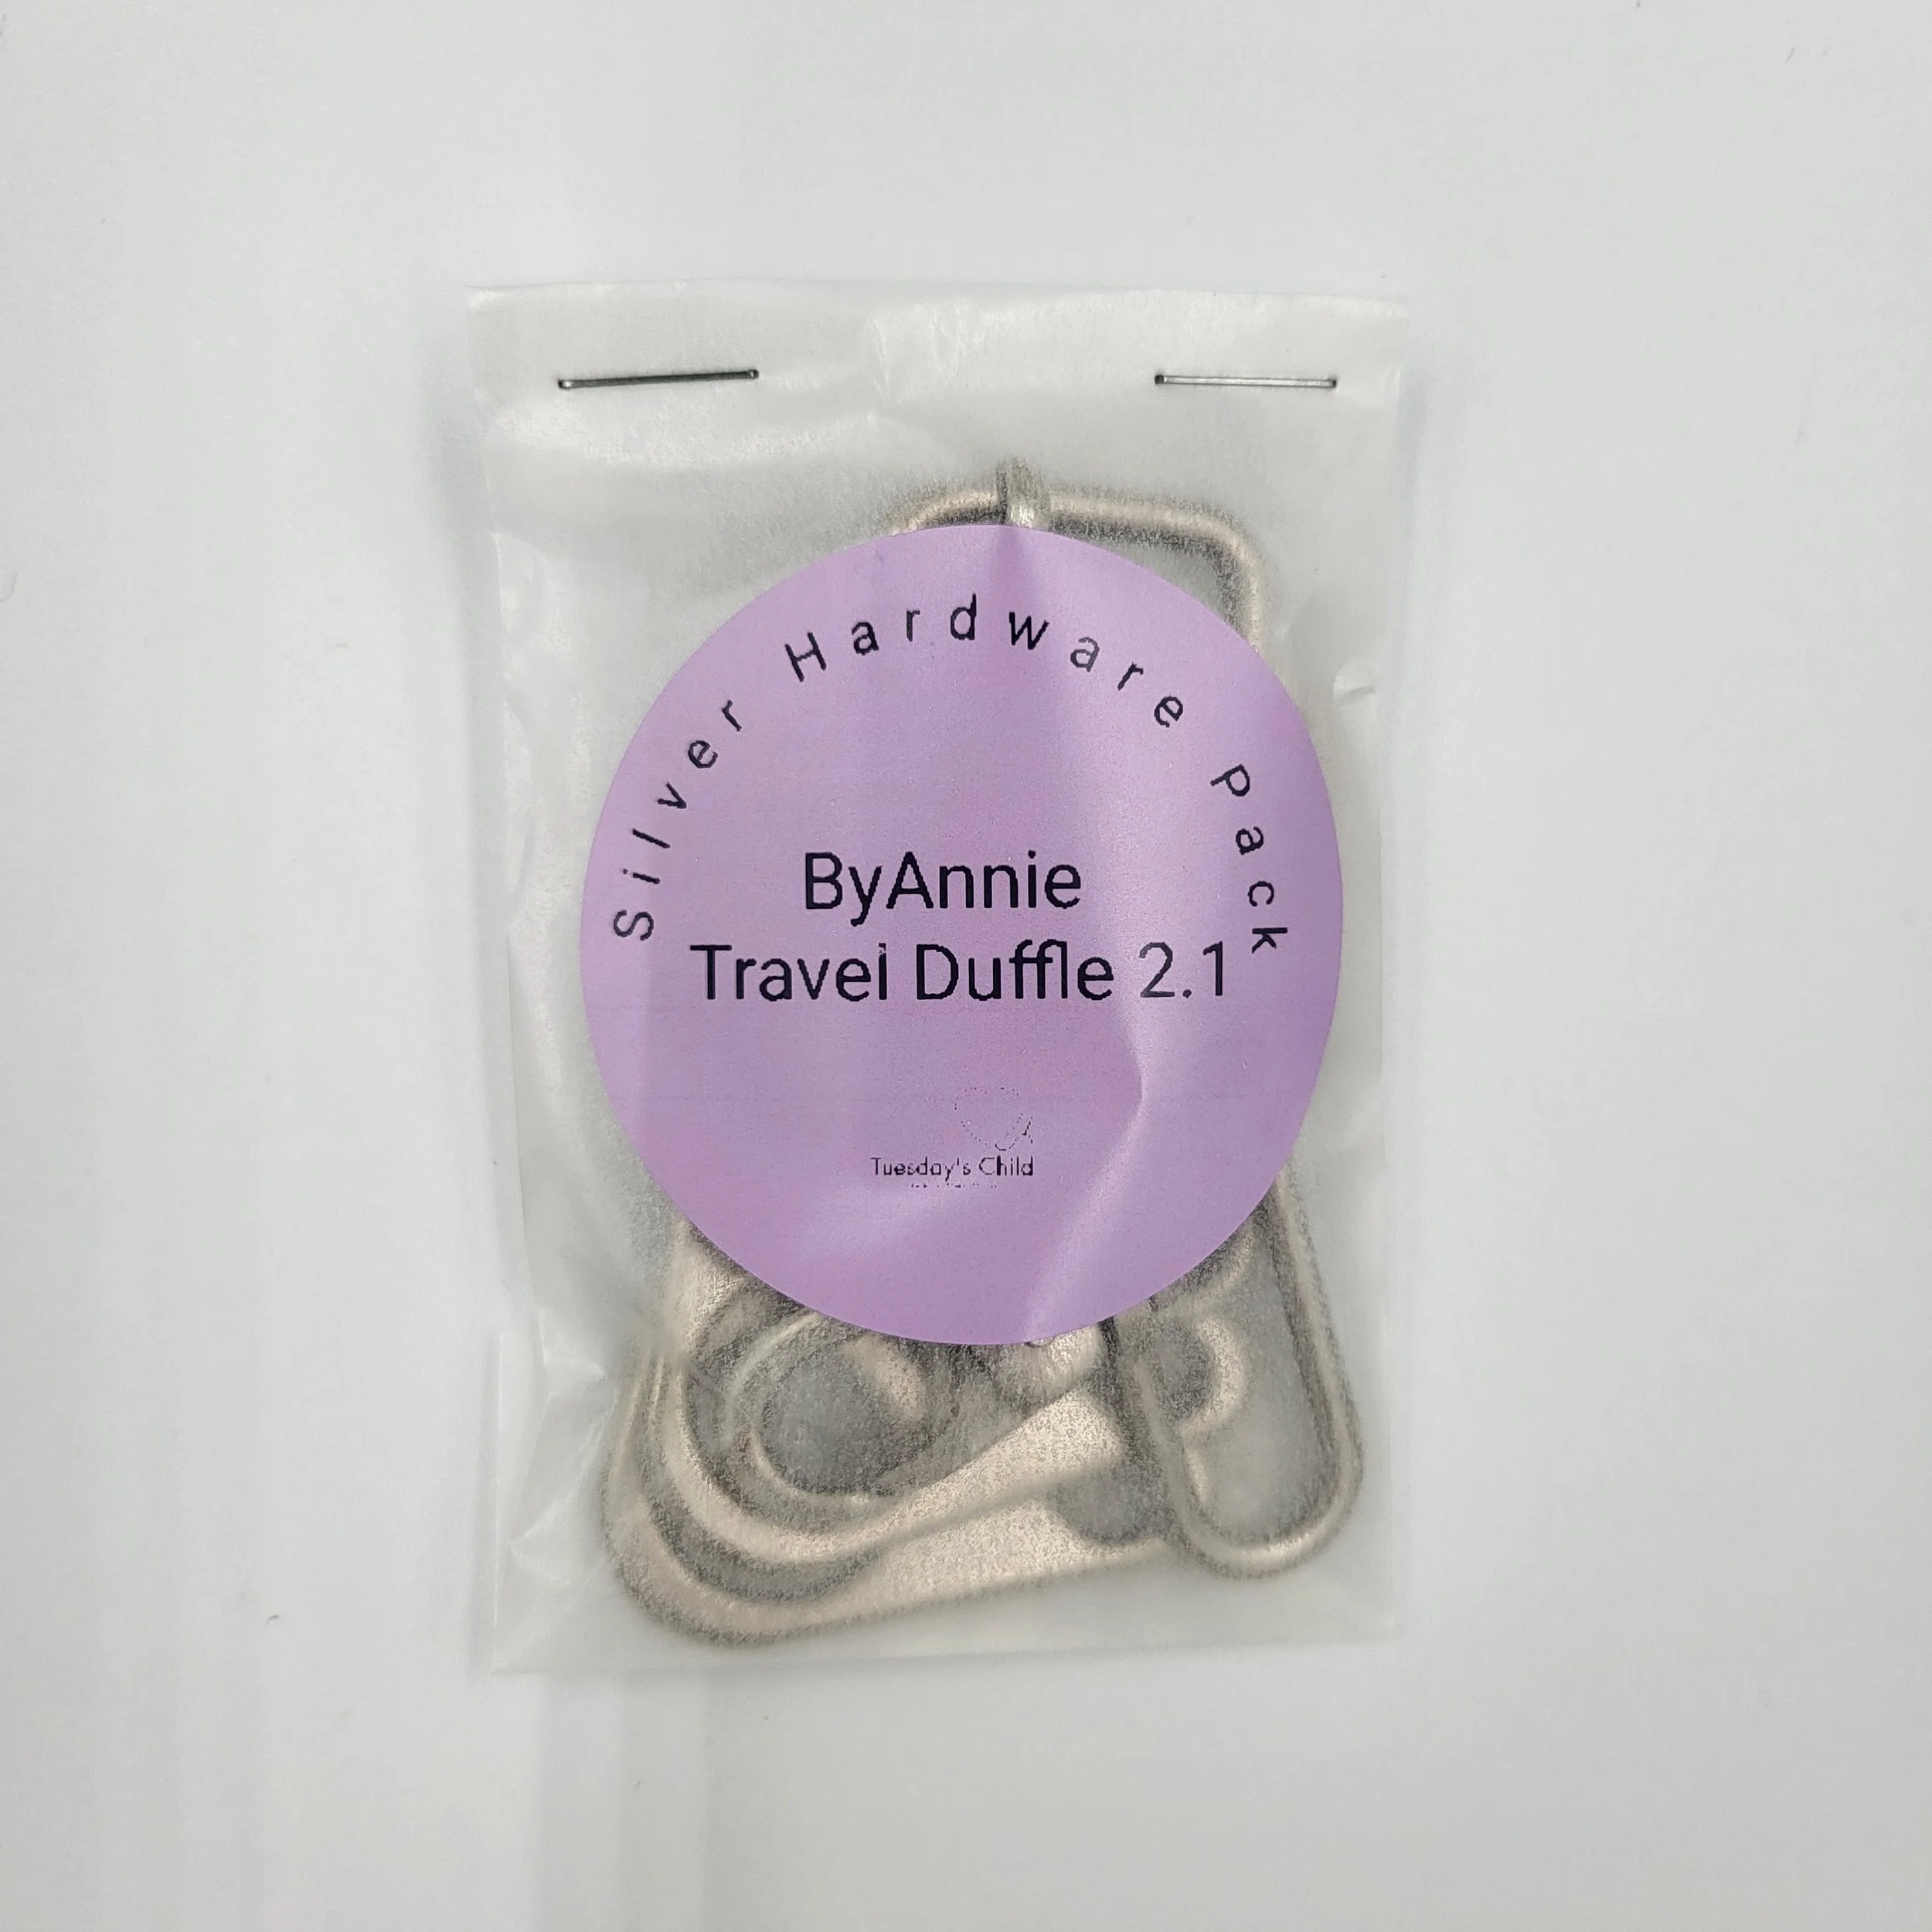 Silver Hardware Pack
ByAnnie
Travel Duffle 2.1
Tuesday's Child